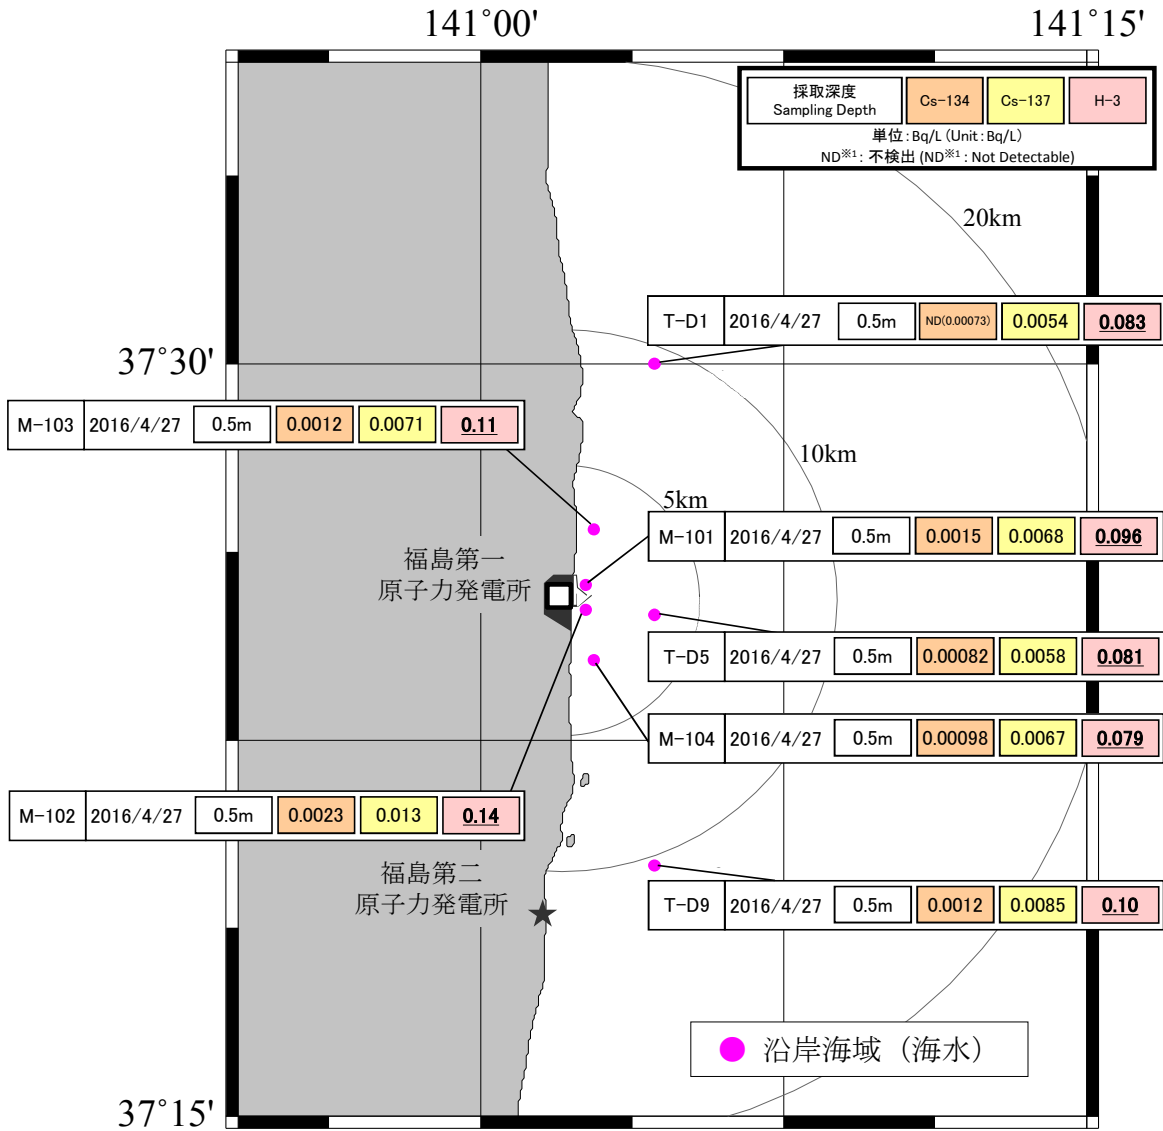 141°00'
141°15'
採取深度
Sampling Depth
Cs-134
Cs-137
H-3
単位：Bq/L (Unit：Bq/L)
ND※1：不検出 (ND※1：Not Detectable)
20km
T-D1 2016/4/27 0.5m ND(0.00073) 0.0054 0.083
37°30'
M-103 2016/4/27 0.5m 0.0012 0.0071 0.11
10km
5km
M-101 2016/4/27 0.5m 0.0015 0.0068 0.096
福島第一
原子力発電所
T-D5 2016/4/27 0.5m 0.00082 0.0058 0.081
M-104 2016/4/27 0.5m 0.00098 0.0067 0.079
M-102 2016/4/27 0.5m 0.0023 0.013 0.14
福島第二
原子力発電所
T-D9 2016/4/27 0.5m 0.0012 0.0085 0.10
沿岸海域（海水）
37°15'